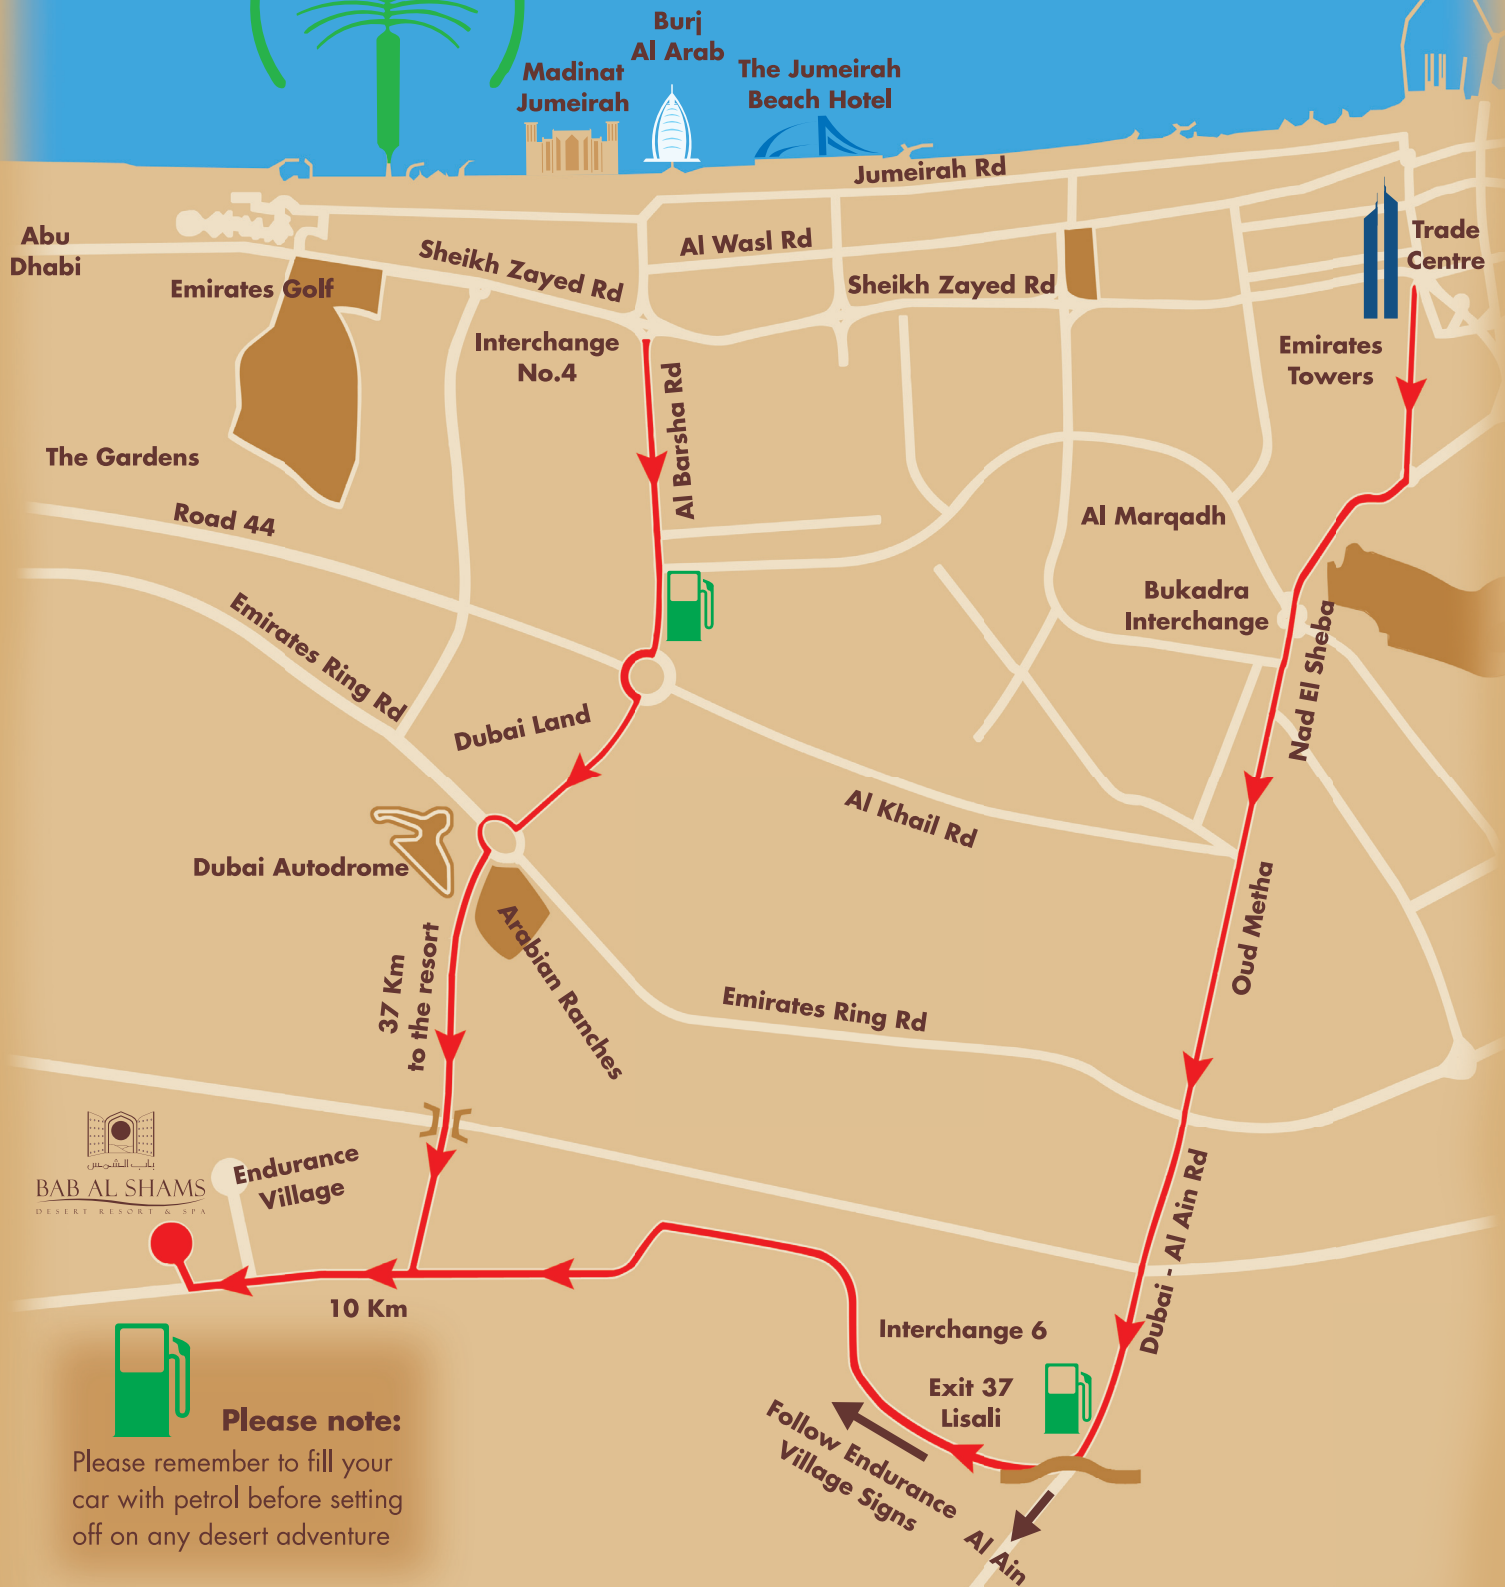 Burj
Al Arab
Madinat
Jumeirah
The Jumeirah
Beach Hotel
Jumeirah Rd
Abu
Dhabi
Sheikh Zayed Rd
Al Wasl Rd
Sheikh Zayed Rd
Trade
Centre
Emirates Golf
Interchange
No.4
Emirates
Towers
Al Barsha Rd
The Gardens
Road 44
Al Marqadh
Bukadra
Interchange
Emirates Ring Rd
Nad El Sheba
Dubai Land
Al Khail Rd
Dubai Autodrome
Oud Metha
Arabian Ranches
37 Km
to the resort
Emirates Ring Rd
باب الشمس
BAB AL SHAMS
DESERT RESORT & SPA
Endurance
Village
Dubai - Al Ain Rd
10 Km
Interchange 6
Exit 37
Lisali
Follow Endurance
Village Signs
Al Ain
Please note:
Please remember to fill your
car with petrol before setting
off on any desert adventure